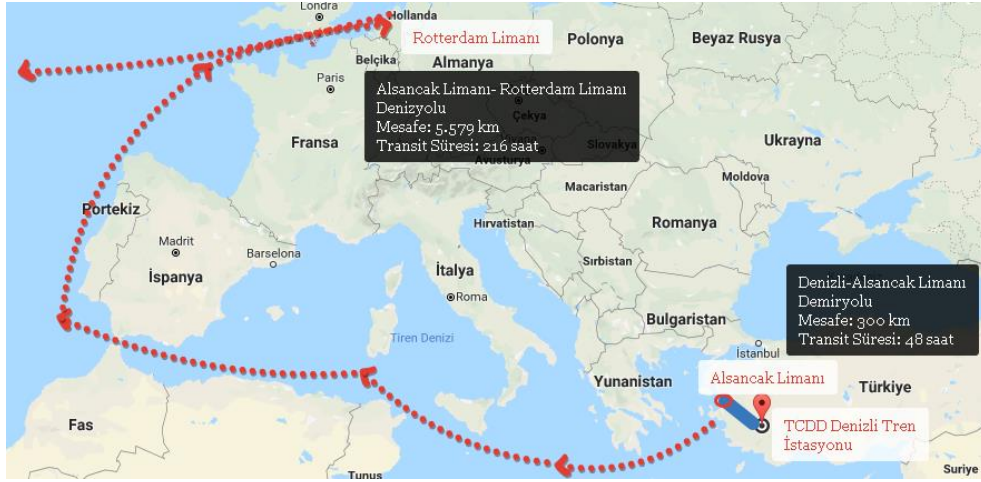 Londra
Hollanda
Rotterdam Limanı
Polonya
Beyaz Rusya
Belçika
Almanya
Paris
Alsancak Limanı- Rotterdam Limanı
Denizyolu
Mesafe: 5.579 km
Transit Süresi: 216 saat
Çekya
Slovakya
Avusturya
Fransa
Ukrayna
Moldova
Macaristan
Portekiz
Hırvatistan
Romanya
Madrit
Barselona
İspanya
Sırbistan
İtalya
Roma
Denizli-Alsancak Limanı
Demiryolu
Mesafe: 300 km
Transit Süresi: 48 saat
Bulgaristan
Tiren Denizi
İstanbul
Yunanistan
Alsancak Limanı
Türkiye
Fas
TCDD Denizli Tren
İstasyonu
Tunus
Suriye